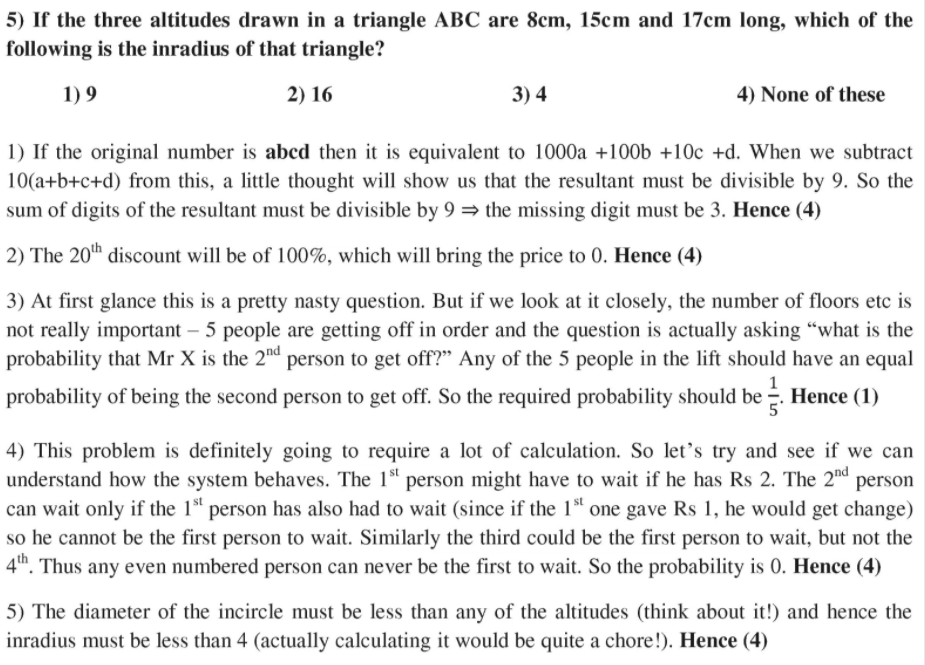 5) If the three altitudes drawn in a triangle ABC are 8cm, 15cm and 17cm long, which of the
following is the inradius of that triangle?
1) 9 2) 16 3) 4 4) None of these
1) If the original number is abcd then it is equivalent to 1000a +100b +10c +d. When we subtract
10(a+b+c+d) from this, a little thought will show us that the resultant must be divisible by 9. So the
sum of digits of the resultant must be divisible by 9 ⇒ the missing digit must be 3. Hence (4)
2) The 20th discount will be of 100%, which will bring the price to 0. Hence (4)
3) At first glance this is a pretty nasty question. But if we look at it closely, the number of floors etc is
not really important – 5 people are getting off in order and the question is actually asking “what is the
probability that Mr X is the 2nd person to get off?” Any of the 5 people in the lift should have an equal
probability of being the second person to get off. So the required probability should be 1/5. Hence (1)
4) This problem is definitely going to require a lot of calculation. So let’s try and see if we can
understand how the system behaves. The 1st person might have to wait if he has Rs 2. The 2nd person
can wait only if the 1st person has also had to wait (since if the 1st one gave Rs 1, he would get change)
so he cannot be the first person to wait. Similarly the third could be the first person to wait, but not the
4th. Thus any even numbered person can never be the first to wait. So the probability is 0. Hence (4)
5) The diameter of the incircle must be less than any of the altitudes (think about it!) and hence the
inradius must be less than 4 (actually calculating it would be quite a chore!). Hence (4)